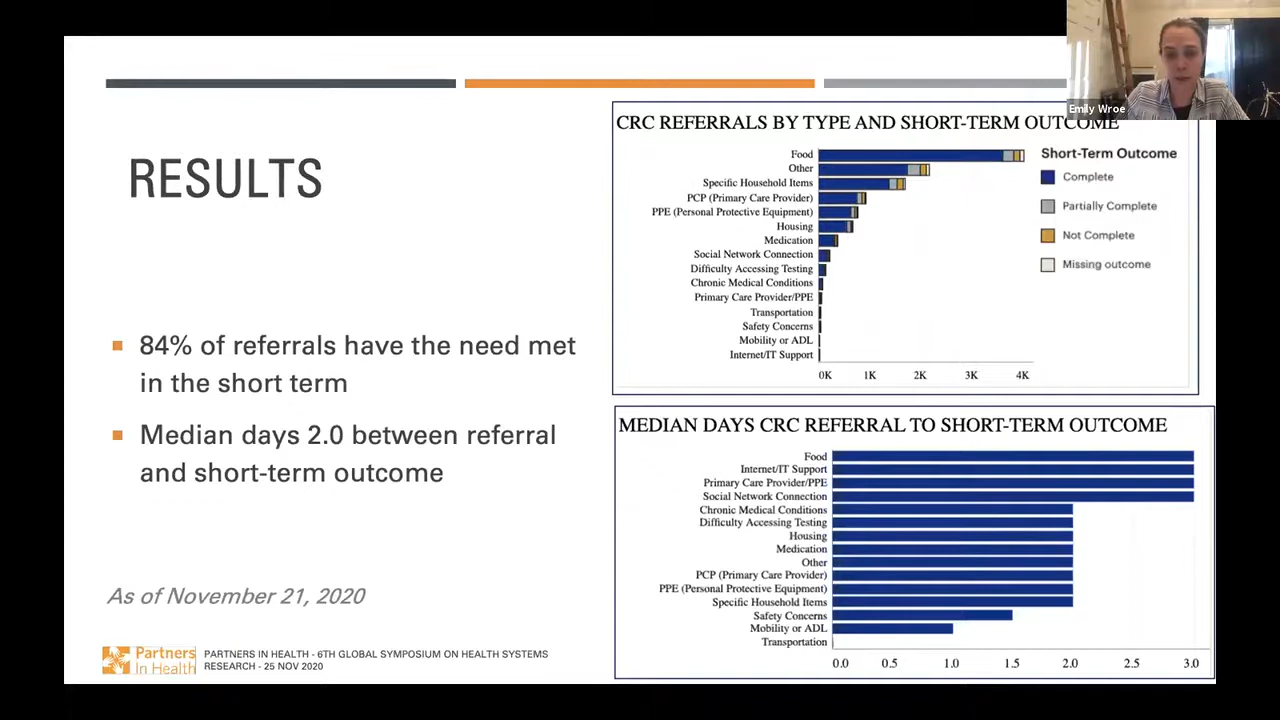 RESULTS
84% of referrals have the need met
in the short term
Median days 2.0 between referral
and short-term outcome
As of November 21, 2020
Partners
In Health
PARTNERS IN HEALTH - 6TH GLOBAL SYMPOSIUM ON HEALTH SYSTEMS
RESEARCH - 25 NOV 2020
Emily Wroe
CRC REFERRALS BY TYPE AND SHORT-TERM OUTCOME
Food
Other
Specific Household Items
PCP (Primary Care Provider)
PPE (Personal Protective Equipment)
Housing
Medication
Social Network Connection
Difficulty Accessing Testing
Chronic Medical Conditions
Primary Care Provider/PPE
Transportation
Safety Concerns
Mobility or ADL
Internet/IT Support
0K 1K 2K 3K 4K
Short-Term Outcome
Complete
Partially Complete
Not Complete
Missing outcome
MEDIAN DAYS CRC REFERRAL TO SHORT-TERM OUTCOME
Food
Internet/IT Support
Primary Care Provider/PPE
Social Network Connection
Chronic Medical Conditions
Difficulty Accessing Testing
Housing
Medication
Other
PCP (Primary Care Provider)
PPE (Personal Protective Equipment)
Specific Household Items
Safety Concerns
Mobility or ADL
Transportation
0.0 0.5 1.0 1.5 2.0 2.5 3.0